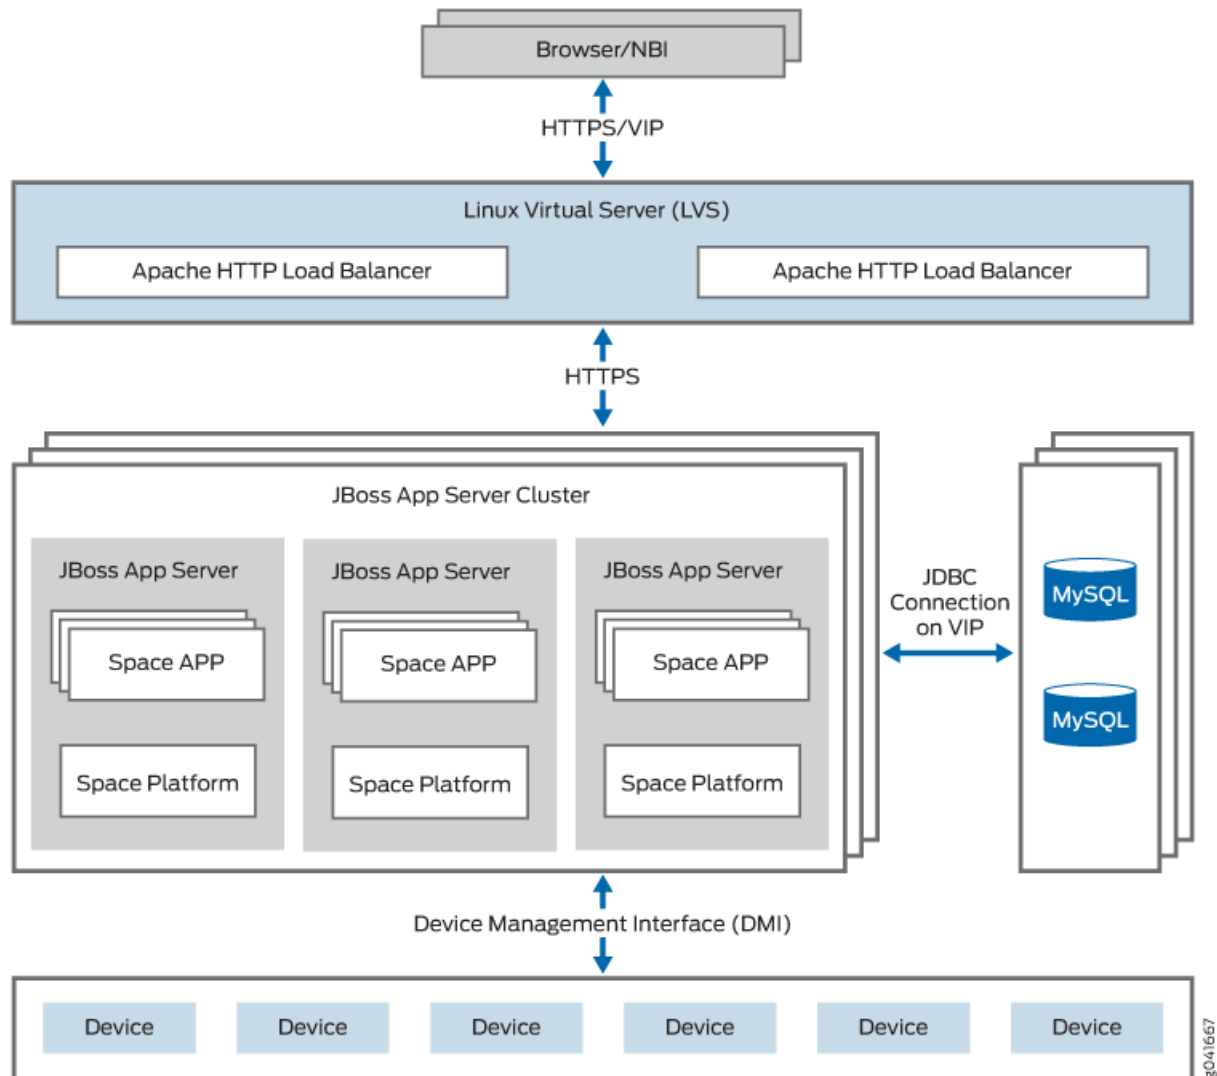 Browser/NBI
HTTPS/VIP
Linux Virtual Server (LVS)
Apache HTTP Load Balancer
Apache HTTP Load Balancer
HTTPS
JBoss App Server Cluster
JBoss App Server
JBoss App Server
JBoss App Server
Space APP
Space APP
Space APP
Space Platform
Space Platform
Space Platform
JDBC
Connection
on VIP
MySQL
MySQL
Device Management Interface (DMI)
Device
Device
Device
Device
Device
Device
g041667